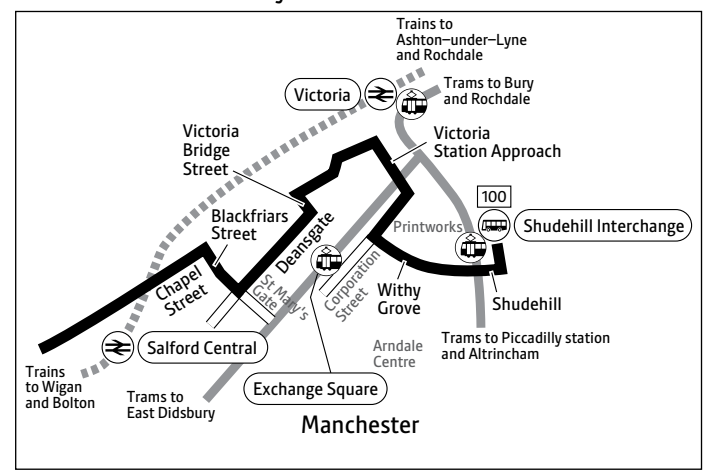 Trains to
Ashton–under–Lyne
and Rochdale
Victoria
Trams to Bury
and Rochdale
Victoria
Bridge
Street
Victoria
Station Approach
100
Blackfriars
Street
Printworks
Shudehill Interchange
Deansgate
Chapel
Street
St Mary's
Gate
Corporation
Street
Withy
Grove
Shudehill
Salford Central
Arndale
Centre
Trams to Piccadilly station
and Altrincham
Trains
to Wigan
and Bolton
Trams to
East Didsbury
Exchange Square
Manchester